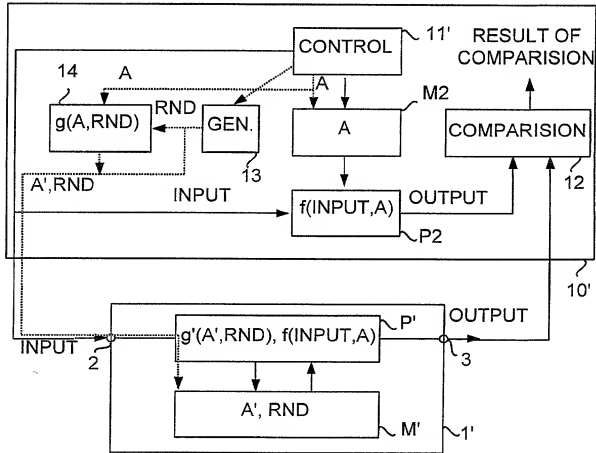 CONTROL
11'
RESULT OF
COMPARISION
14
A
A
M2
g(A,RND)
RND
GEN.
A
COMPARISION
13
12
A',RND
INPUT
f(INPUT,A)
OUTPUT
P2
10'
P'
OUTPUT
INPUT
2
g'(A',RND), f(INPUT,A)
3
A', RND
M'
1'